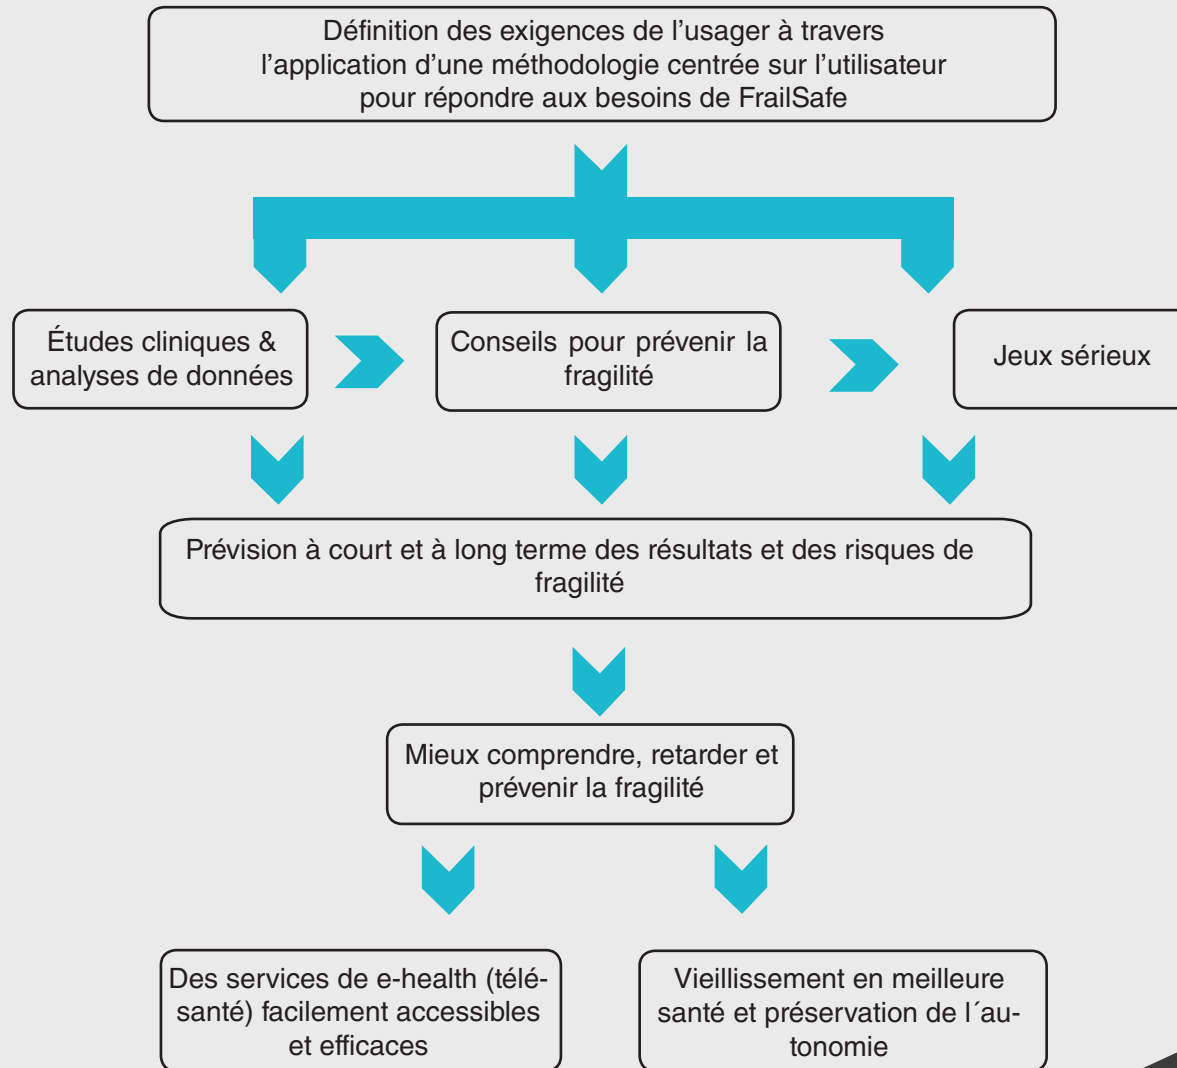 Définition des exigences de l’usager à travers
l’application d’une méthodologie centrée sur l’utilisateur
pour répondre aux besoins de FrailSafe
Études cliniques &
analyses de données
Conseils pour prévenir la
fragilité
Jeux sérieux
Prévision à court et à long terme des résultats et des risques de
fragilité
Mieux comprendre, retarder et
prévenir la fragilité
Des services de e-health (télé-
santé) facilement accessibles
et efficaces
Vieillissement en meilleure
santé et préservation de l´au-
tonomie